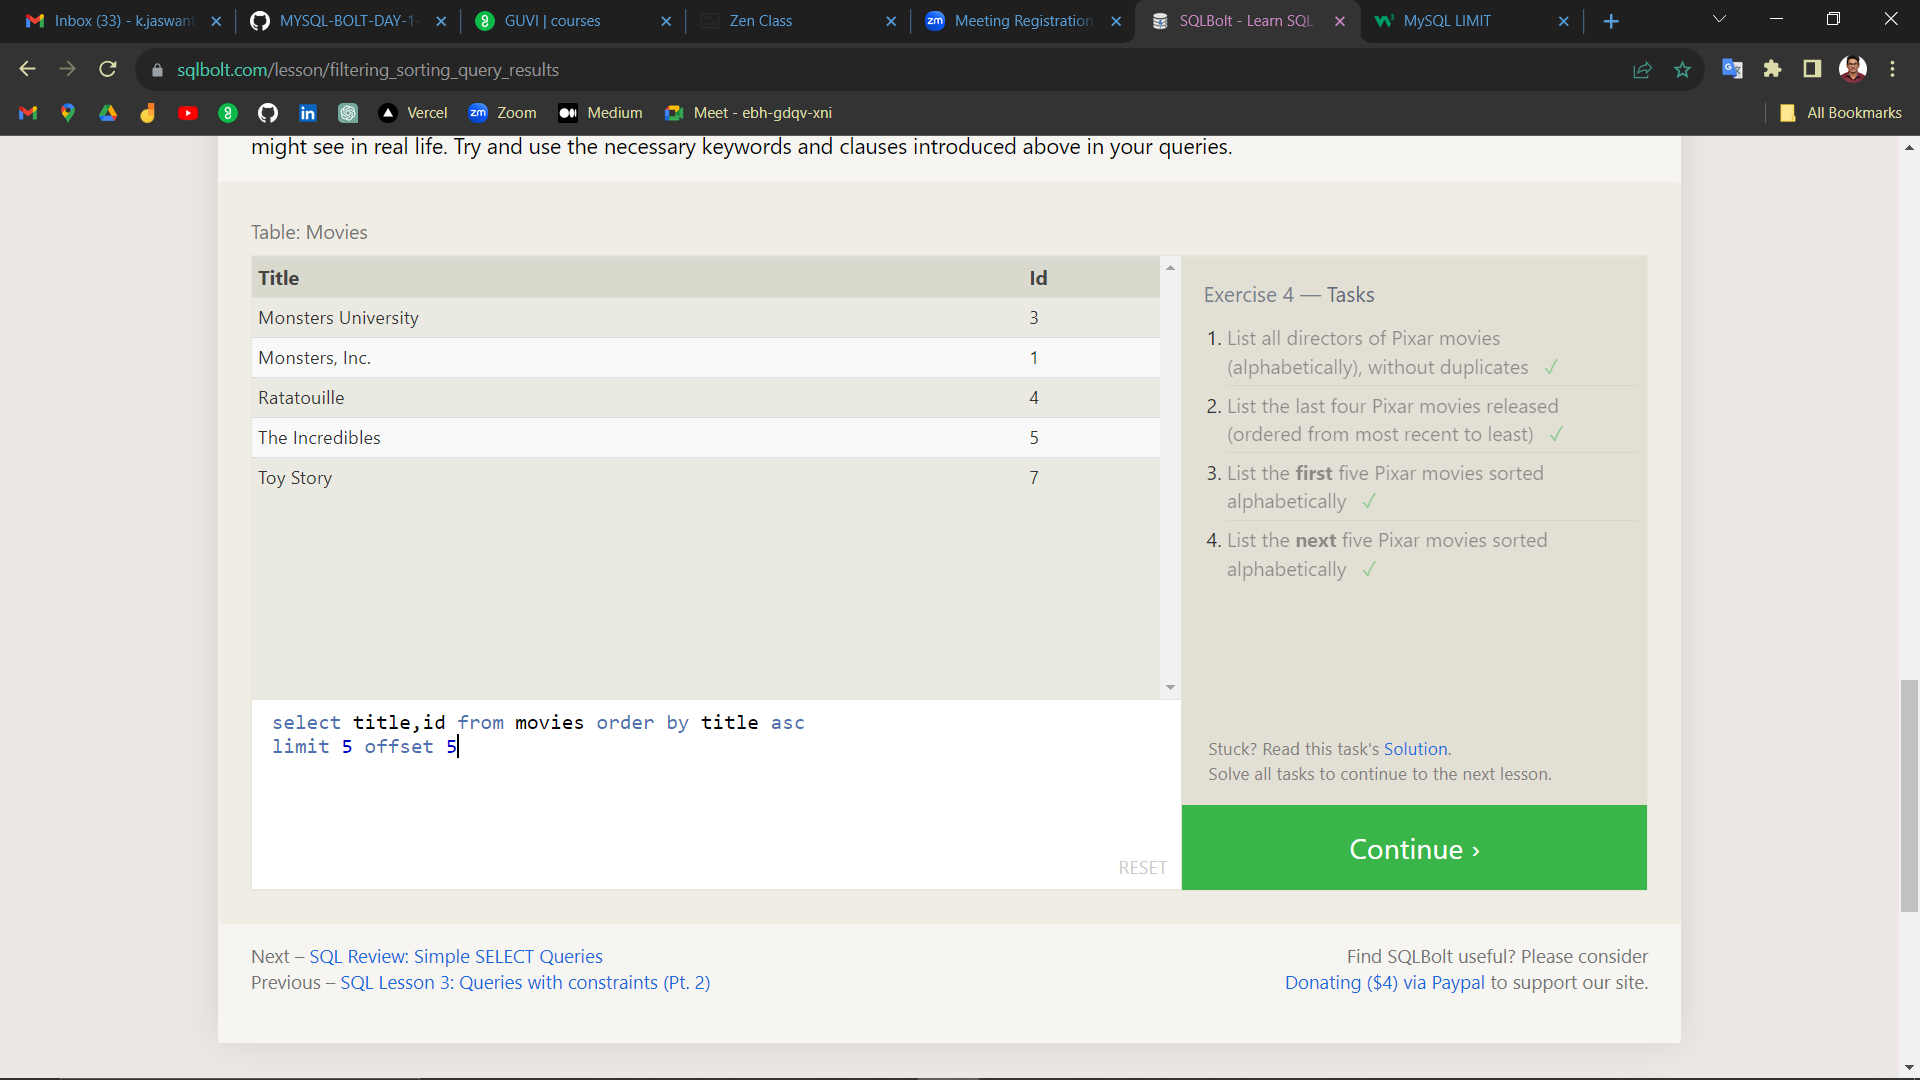 Inbox (33) - k.jaswant
MYSQL-BOLT-DAY-1-
GUVI | courses
Zen Class
Meeting Registration
SQLBolt - Learn SQL
MySQL LIMIT
sqlbolt.com/lesson/filtering_sorting_query_results
Vercel
Zoom
Medium
Meet - ebh-gdqv-xni
All Bookmarks
might see in real life. Try and use the necessary keywords and clauses introduced above in your queries.
Table: Movies
Title Id
Monsters University 3
Monsters, Inc. 1
Ratatouille 4
The Incredibles 5
Toy Story 7
select title,id from movies order by title asc
limit 5 offset 5
RESET
Exercise 4 — Tasks
1. List all directors of Pixar movies
(alphabetically), without duplicates ✓
2. List the last four Pixar movies released
(ordered from most recent to least) ✓
3. List the first five Pixar movies sorted
alphabetically ✓
4. List the next five Pixar movies sorted
alphabetically ✓
Stuck? Read this task's Solution.
Solve all tasks to continue to the next lesson.
Continue ›
Next – SQL Review: Simple SELECT Queries
Previous – SQL Lesson 3: Queries with constraints (Pt. 2)
Find SQLBolt useful? Please consider
Donating ($4) via Paypal to support our site.